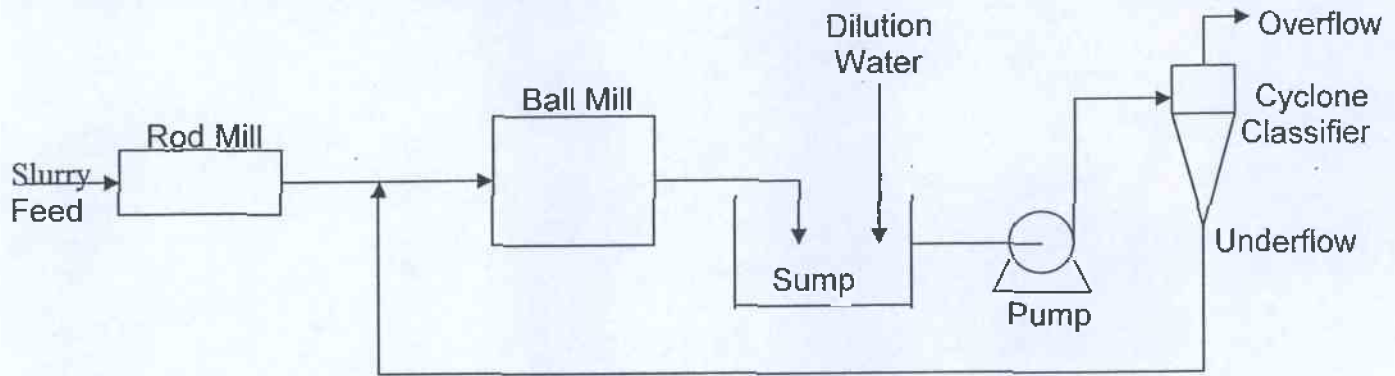 Slurry
Feed
Rod Mill
Ball Mill
Dilution
Water
Sump
Pump
Overflow
Cyclone
Classifier
Underflow